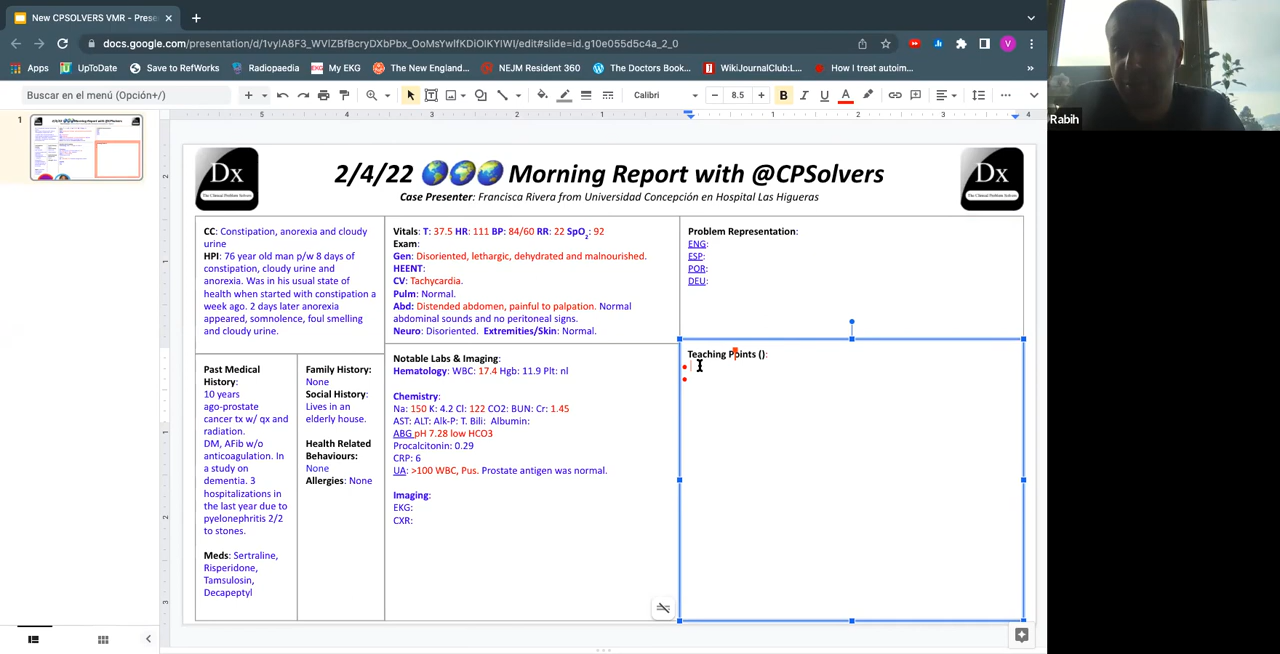 New CPSOLVERS VMR - Prese
docs.google.com/presentation/d/1vylA8F3_WVlZBfBcryDXbPbx_OoMsYwlfKDiOlKYlWI/edit#slide=id.g10e055d5c4a_2_0
Apps UpToDate Save to RefWorks Radiopaedia My EKG The New England... NEJM Resident 360 The Doctors Book... WikiJournalClub:L... How I treat autoim... »
Buscar en el menú (Opción+/) Calibri 8.5 B I U A
Rabih
1
Dx
The Clinical Problem Solvers
2/4/22 Morning Report with @CPSolvers
Case Presenter: Francisca Rivera from Universidad Concepción en Hospital Las Higueras
Dx
The Clinical Problem Solvers
CC: Constipation, anorexia and cloudy
urine
HPI: 76 year old man p/w 8 days of
constipation, cloudy urine and
anorexia. Was in his usual state of
health when started with constipation a
week ago. 2 days later anorexia
appeared, somnolence, foul smelling
and cloudy urine.
Past Medical
History:
10 years
ago-prostate
cancer tx w/ qx and
radiation.
DM, AFib w/o
anticoagulation. In
a study on
dementia. 3
hospitalizations in
the last year due to
pyelonephritis 2/2
to stones.
Meds: Sertraline,
Risperidone,
Tamsulosin,
Decapeptyl
Family History:
None
Social History:
Lives in an
elderly house.
Health Related
Behaviours:
None
Allergies: None
Vitals: T: 37.5 HR: 111 BP: 84/60 RR: 22 SpO2: 92
Exam:
Gen: Disoriented, lethargic, dehydrated and malnourished.
HEENT:
CV: Tachycardia.
Pulm: Normal.
Abd: Distended abdomen, painful to palpation. Normal
abdominal sounds and no peritoneal signs.
Neuro: Disoriented. Extremities/Skin: Normal.
Notable Labs & Imaging:
Hematology: WBC: 17.4 Hgb: 11.9 Plt: nl
Chemistry:
Na: 150 K: 4.2 Cl: 122 CO2: BUN: Cr: 1.45
AST: ALT: Alk-P: T. Bili: Albumin:
ABG pH 7.28 low HCO3
Procalcitonin: 0.29
CRP: 6
UA: >100 WBC, Pus. Prostate antigen was normal.
Imaging:
EKG:
CXR:
Problem Representation:
ENG:
ESP:
POR:
DEU:
Teaching Points ():